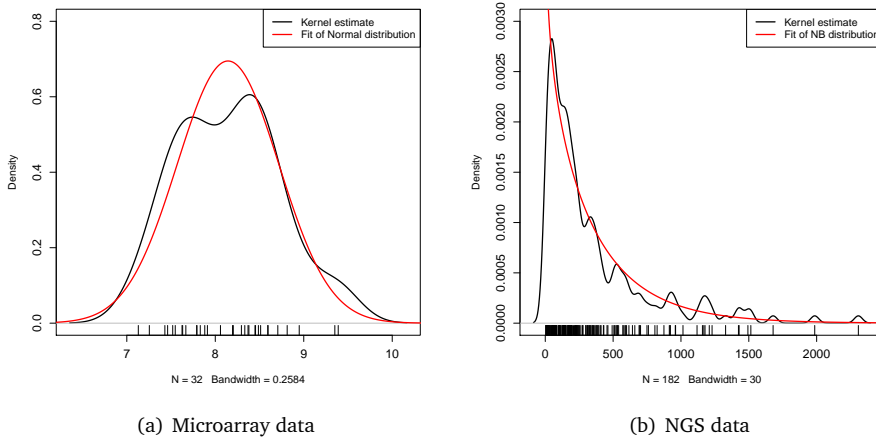 Kernel estimate
Fit of Normal distribution
Density
0.0
0.2
0.4
0.6
0.8
7
8
9
10
N = 32 Bandwidth = 0.2584
(a) Microarray data
Kernel estimate
Fit of NB distribution
Density
0.0000
0.0005
0.0010
0.0015
0.0020
0.0025
0.0030
0
500
1000
1500
2000
N = 182 Bandwidth = 30
(b) NGS data